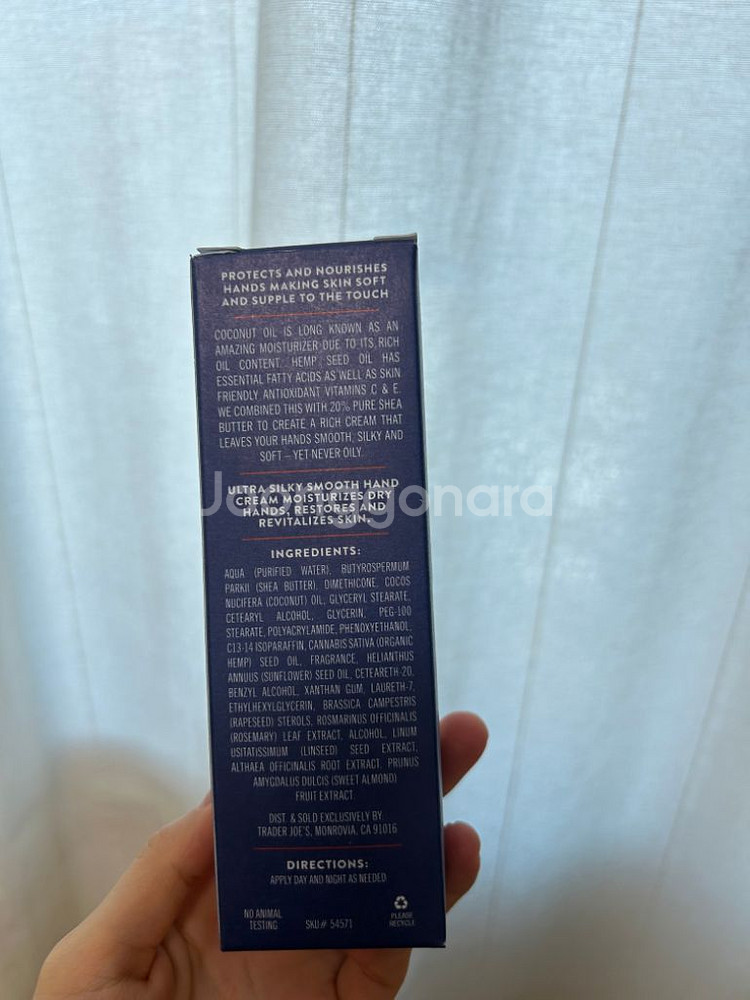 PROTECTS AND NOURISHES
HANDS MAKING SKIN SOFT
AND SUPPLE TO THE TOUCH
COCONUT OIL IS LONG KNOWN AS AN
AMAZING MOISTURIZER DUE TO ITS RICH
OIL CONTENT. HEMP SEED OIL HAS
ESSENTIAL FATTY ACIDS AS WELL AS SKIN
FRIENDLY ANTIOXIDANT VITAMINS C & E.
WE COMBINED THIS WITH 20% PURE SHEA
BUTTER TO CREATE A RICH CREAM THAT
LEAVES YOUR HANDS SMOOTH, SILKY AND
SOFT – YET NEVER OILY.
Joonggonara
ULTRA SILKY SMOOTH HAND
CREAM MOISTURIZES DRY
HANDS, RESTORES AND
REVITALIZES SKIN.
INGREDIENTS:
AQUA (PURIFIED WATER), BUTYROSPERMUM
PARKII (SHEA BUTTER), DIMETHICONE, COCOS
NUCIFERA (COCONUT) OIL, GLYCERYL STEARATE,
CETEARYL ALCOHOL, GLYCERIN, PEG-100
STEARATE, POLYACRYLAMIDE, PHENOXYETHANOL,
C13-14 ISOPARAFFIN, CANNABIS SATIVA (ORGANIC
HEMP) SEED OIL, FRAGRANCE, HELIANTHUS
ANNUUS (SUNFLOWER) SEED OIL, CETEARETH-20,
BENZYL ALCOHOL, XANTHAN GUM, LAURETH-7,
ETHYLHEXYLGLYCERIN, BRASSICA CAMPESTRIS
(RAPESEED) STEROLS, ROSMARINUS OFFICINALIS
(ROSEMARY) LEAF EXTRACT, ALCOHOL, LINUM
USITATISSIMUM (LINSEED) SEED EXTRACT,
ALTHAEA OFFICINALIS ROOT EXTRACT, PRUNUS
AMYGDALUS DULCIS (SWEET ALMOND)
FRUIT EXTRACT.
DIST. & SOLD EXCLUSIVELY BY
TRADER JOE'S, MONROVIA, CA 91016
DIRECTIONS:
APPLY DAY AND NIGHT AS NEEDED
NO ANIMAL
TESTING
SKU# 54571
PLEASE
RECYCLE